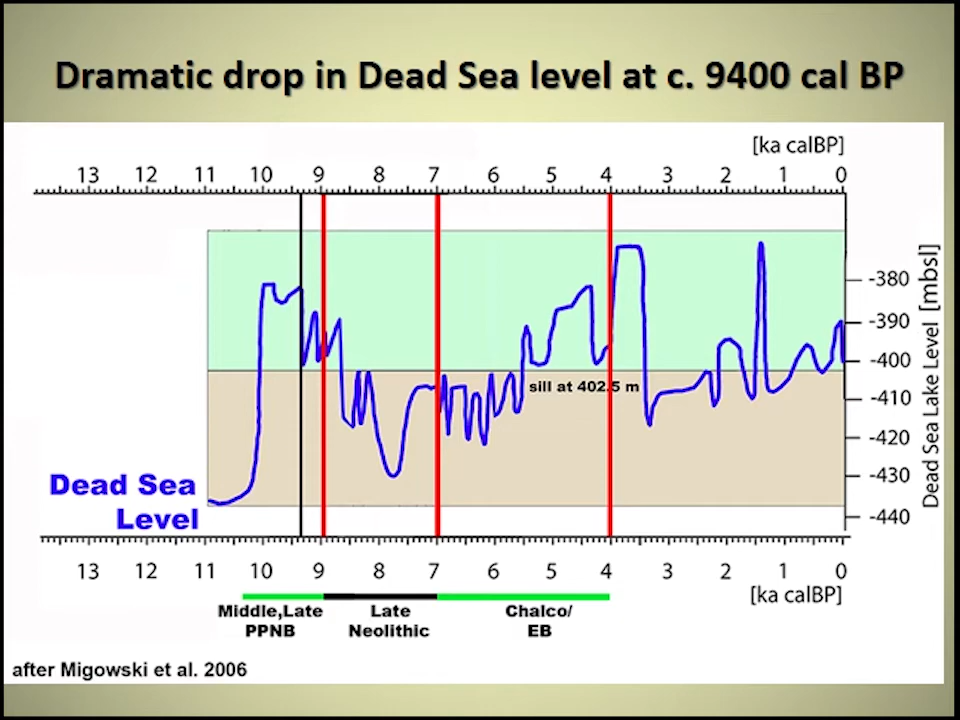 Dramatic drop in Dead Sea level at c. 9400 cal BP
[ka calBP]
13 12 11 10 9 8 7 6 5 4 3 2 1 0
-380
-390
-400
-410
-420
-430
-440
Dead Sea Lake Level [mbsl]
sill at 402.5 m
Dead Sea
Level
13 12 11 10 9 8 7 6 5 4 3 2 1 0
[ka calBP]
Middle,Late
PPNB
Late
Neolithic
Chalco/
EB
after Migowski et al. 2006